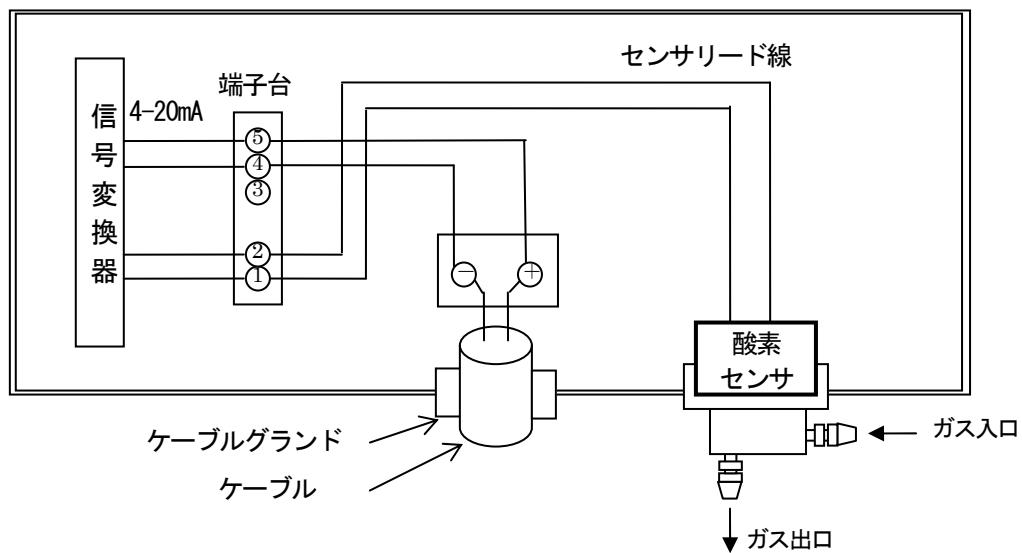 センサリード線
端子台
信号変換器
4-20mA
⑤
④
③
②
①
－
＋
酸素
センサ
ケーブルグランド
ケーブル
ガス入口
ガス出口